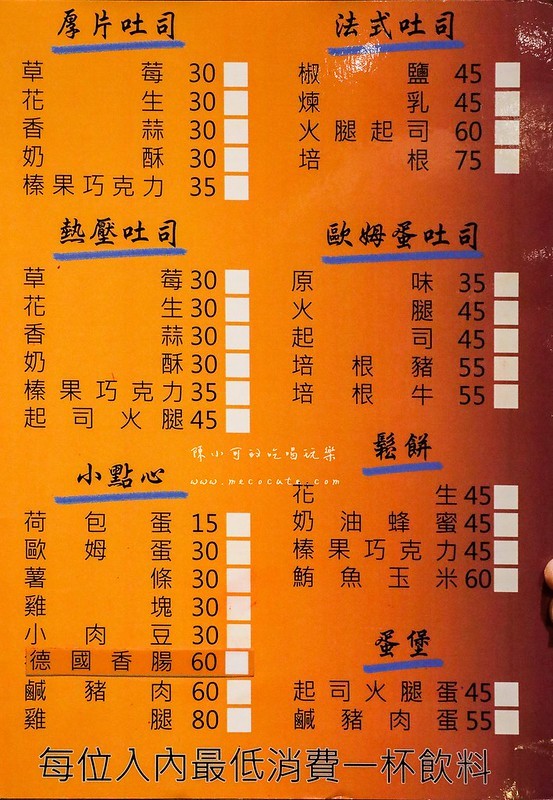 厚片吐司
草莓 30
花生 30
香蒜 30
奶酥 30
榛果巧克力 35
熱壓吐司
草莓 30
花生 30
香蒜 30
奶酥 30
榛果巧克力 35
起司火腿 45
小點心
荷包蛋 15
歐姆蛋 30
薯條 30
雞塊 30
小肉豆 30
德國香腸 60
鹹豬肉 60
雞腿 80
法式吐司
椒鹽 45
煉乳 45
火腿起司 60
培根 75
歐姆蛋吐司
原味 35
火腿 45
起司 45
培根豬 55
培根牛 55
鬆餅
花生 45
奶油蜂蜜 45
榛果巧克力 45
鮪魚玉米 60
蛋堡
起司火腿蛋 45
鹹豬肉蛋 55
陳小可的吃喝玩樂
www.mecocute.com
每位入內最低消費一杯飲料